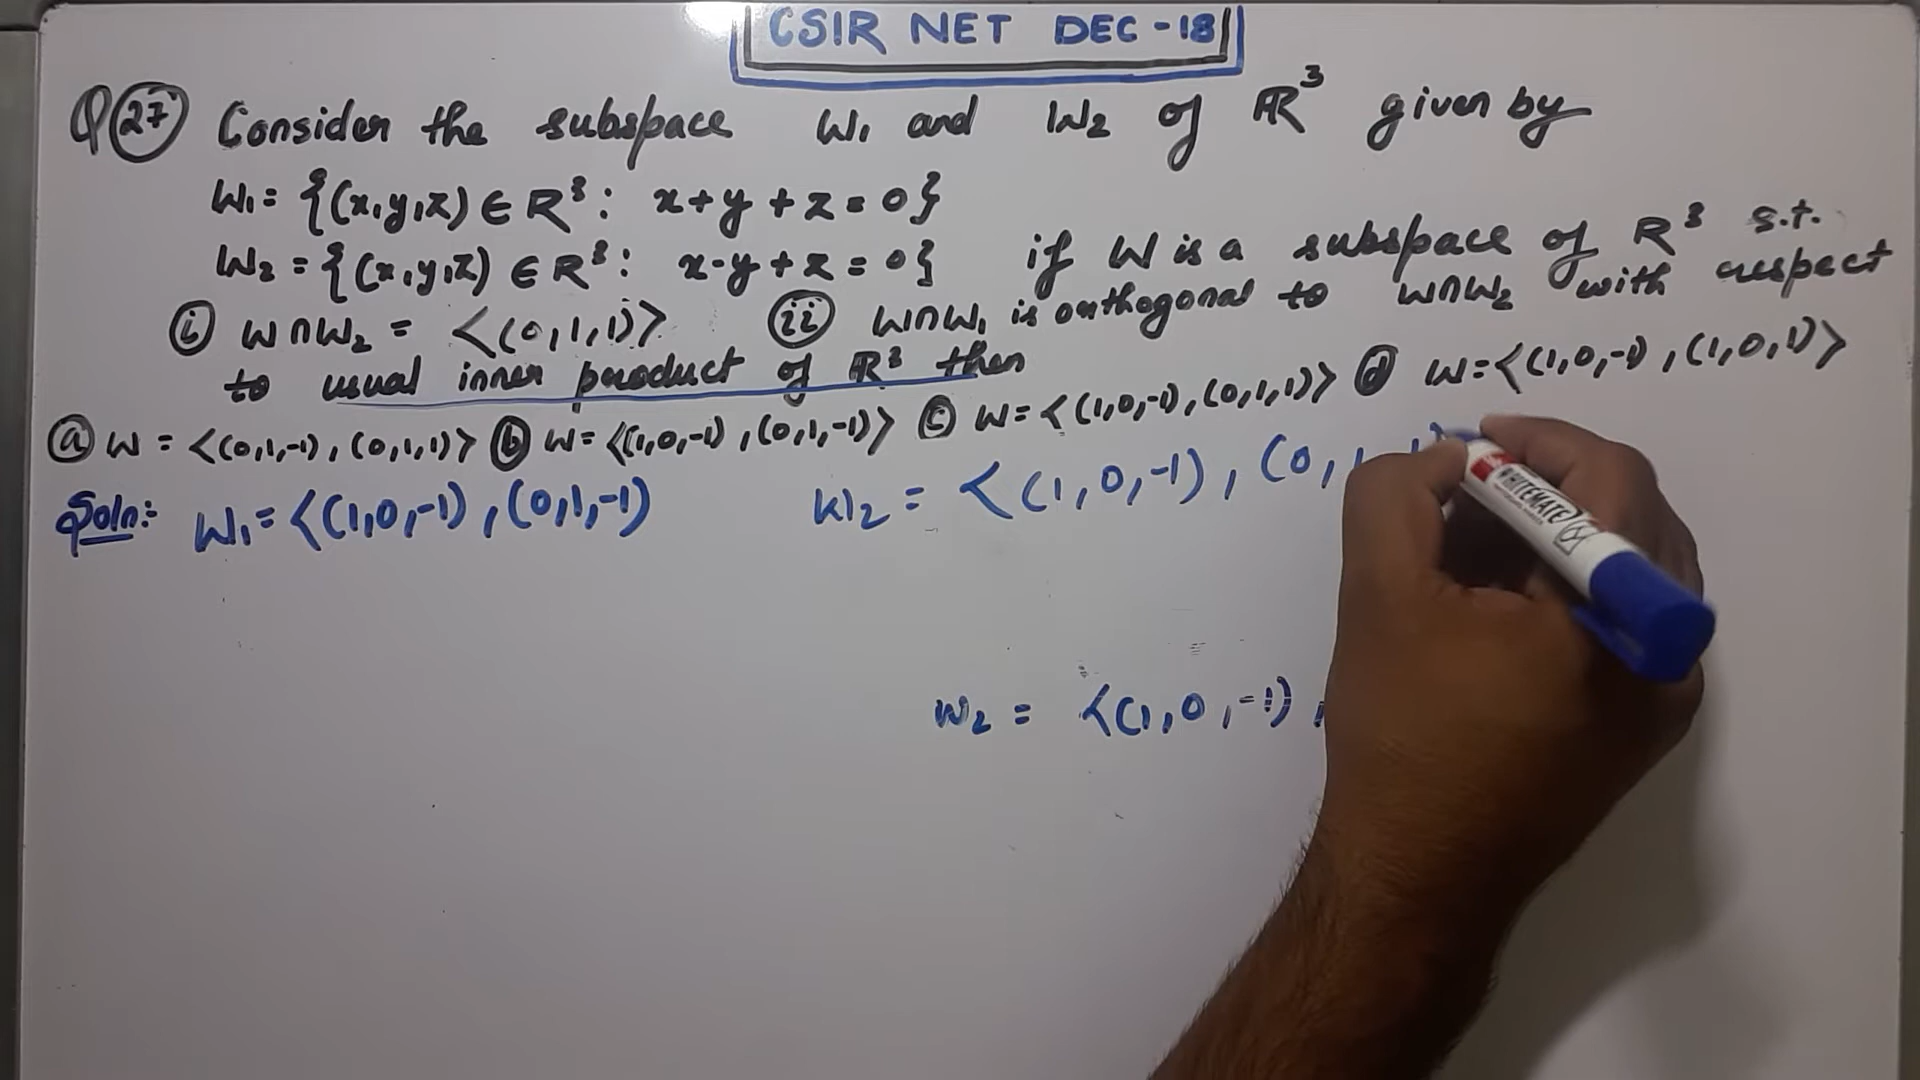 CSIR NET DEC-18
Q 27 Consider the subspace W1 and W2 of R³ given by
W1 = {(x,y,z) ∈ R³: x+y+z=0}
W2 = {(x,y,z) ∈ R³: x-y+z=0} if W is a subspace of R³ s.t.
(i) W∩W2 = <(0,1,1)> (ii) W∩W1 is orthogonal to W∩W2 with respect
to usual inner product of R³ then
(a) W = <(0,1,-1), (0,1,1)> (b) W=<(1,0,-1), (0,1,-1)> (c) W=<(1,0,-1), (0,1,1)> (d) W=<(1,0,-1), (1,0,1)>
Soln:- W1=<(1,0,-1), (0,1,-1) W2 = <(1,0,-1), (0,1,1)
W2 = <(1,0,-1),